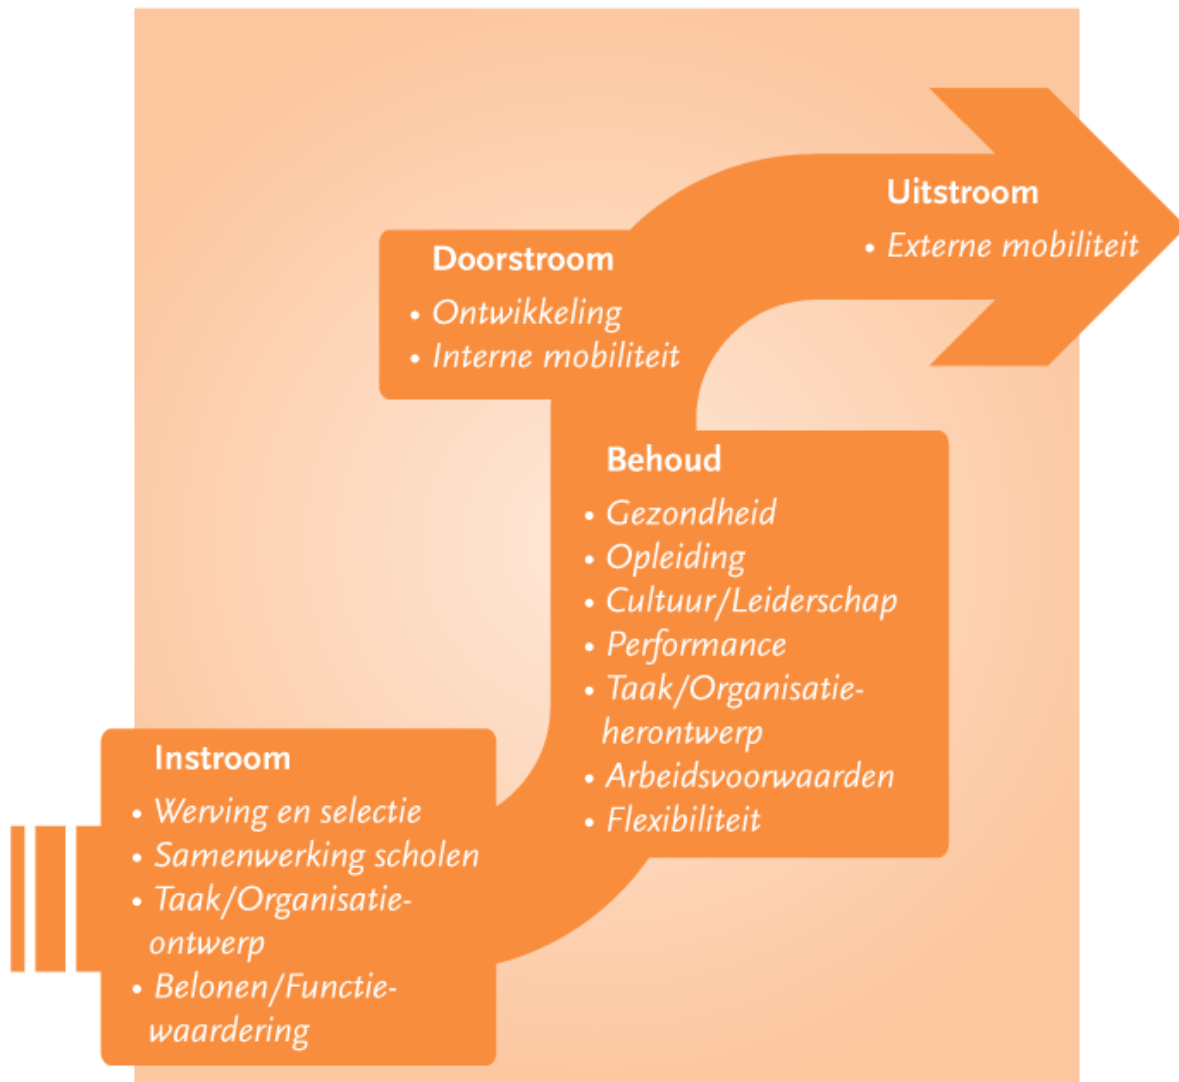 Uitstroom
• Externe mobiliteit
Doorstroom
• Ontwikkeling
• Interne mobiliteit
Behoud
• Gezondheid
• Opleiding
• Cultuur/Leiderschap
• Performance
• Taak/Organisatie-
herontwerp
• Arbeidsvoorwaarden
• Flexibiliteit
Instroom
• Werving en selectie
• Samenwerking scholen
• Taak/Organisatie-
ontwerp
• Belonen/Functie-
waardering